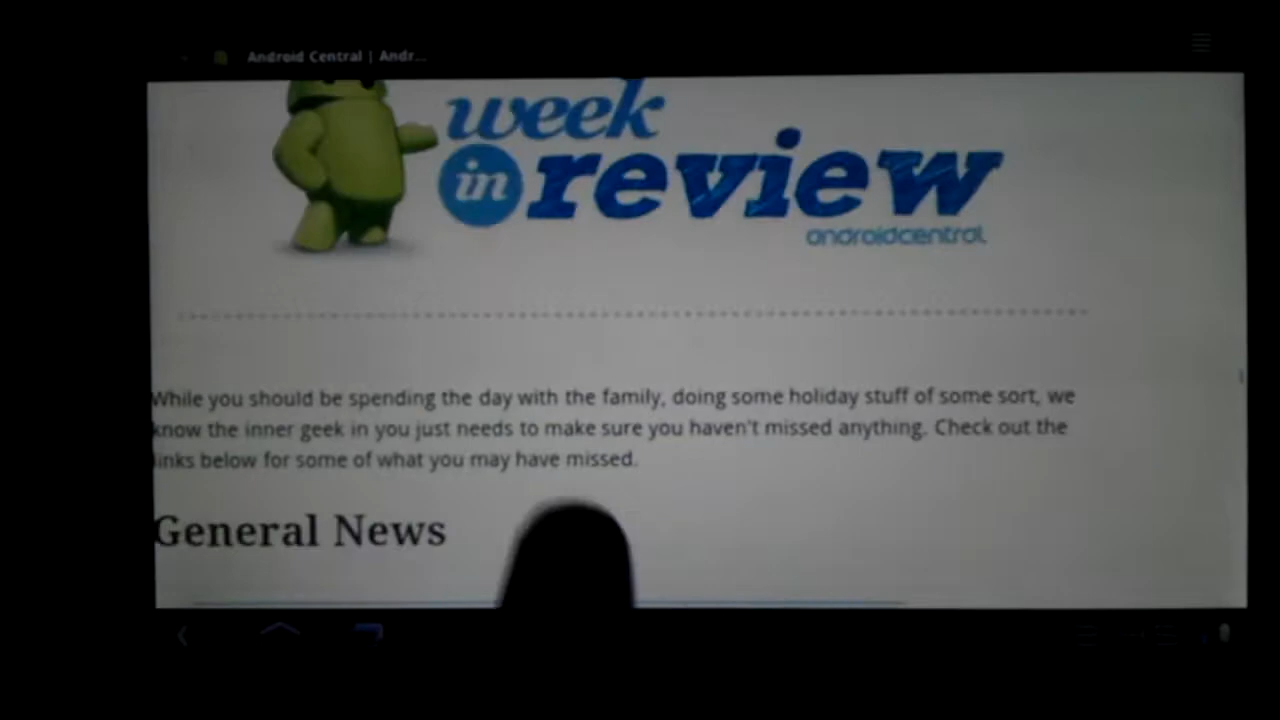 Android Central | Andr...
week
in review
androidcentral
While you should be spending the day with the family, doing some holiday stuff of some sort, we
know the inner geek in you just needs to make sure you haven't missed anything. Check out the
links below for some of what you may have missed.
General News